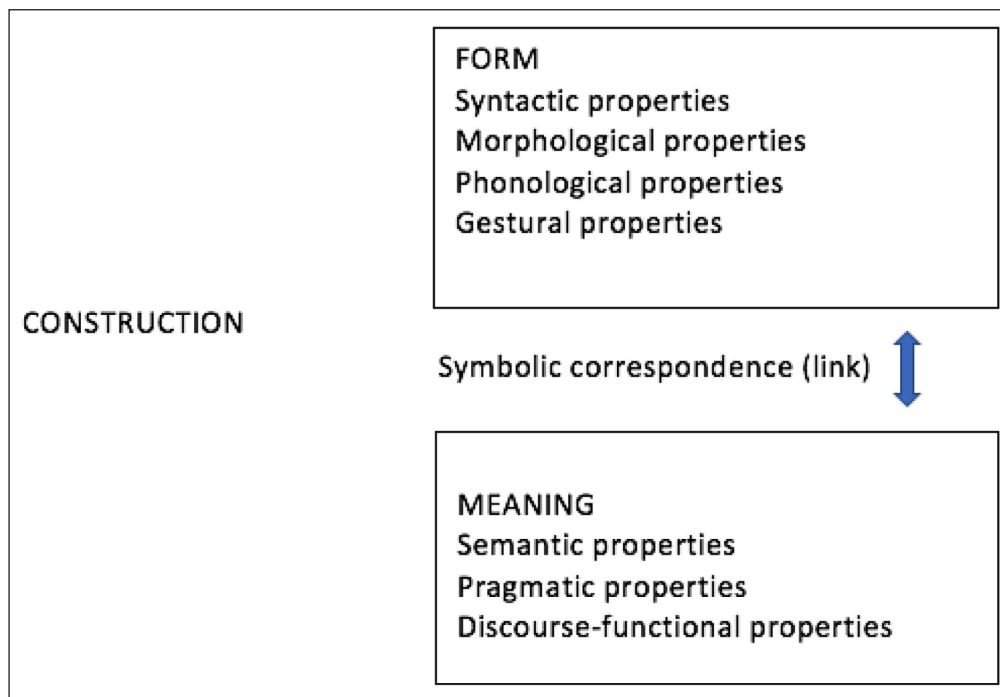 FORM
Syntactic properties
Morphological properties
Phonological properties
Gestural properties
CONSTRUCTION
Symbolic correspondence (link)
MEANING
Semantic properties
Pragmatic properties
Discourse-functional properties